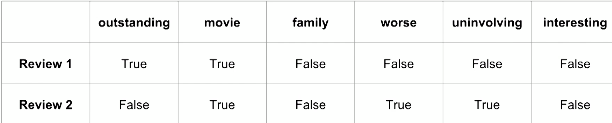 outstanding movie family worse uninvolving interesting
Review 1 True True False False False False
Review 2 False True False True True False